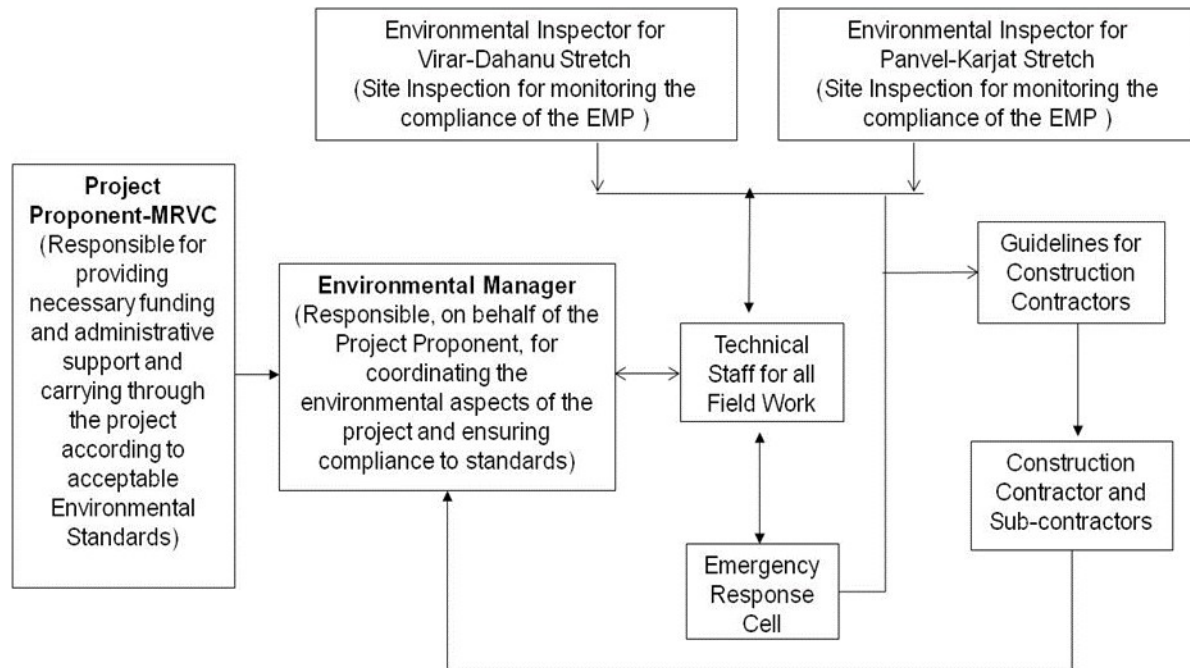 Environmental Inspector for
Virar-Dahanu Stretch
(Site Inspection for monitoring the
compliance of the EMP )
Environmental Inspector for
Panvel-Karjat Stretch
(Site Inspection for monitoring the
compliance of the EMP )
Project
Proponent-MRVC
(Responsible for
providing
necessary funding
and administrative
support and
carrying through
the project
according to
acceptable
Environmental
Standards)
Environmental Manager
(Responsible, on behalf of the
Project Proponent, for
coordinating the
environmental aspects of the
project and ensuring
compliance to standards)
Technical
Staff for all
Field Work
Emergency
Response
Cell
Guidelines for
Construction
Contractors
Construction
Contractor and
Sub-contractors